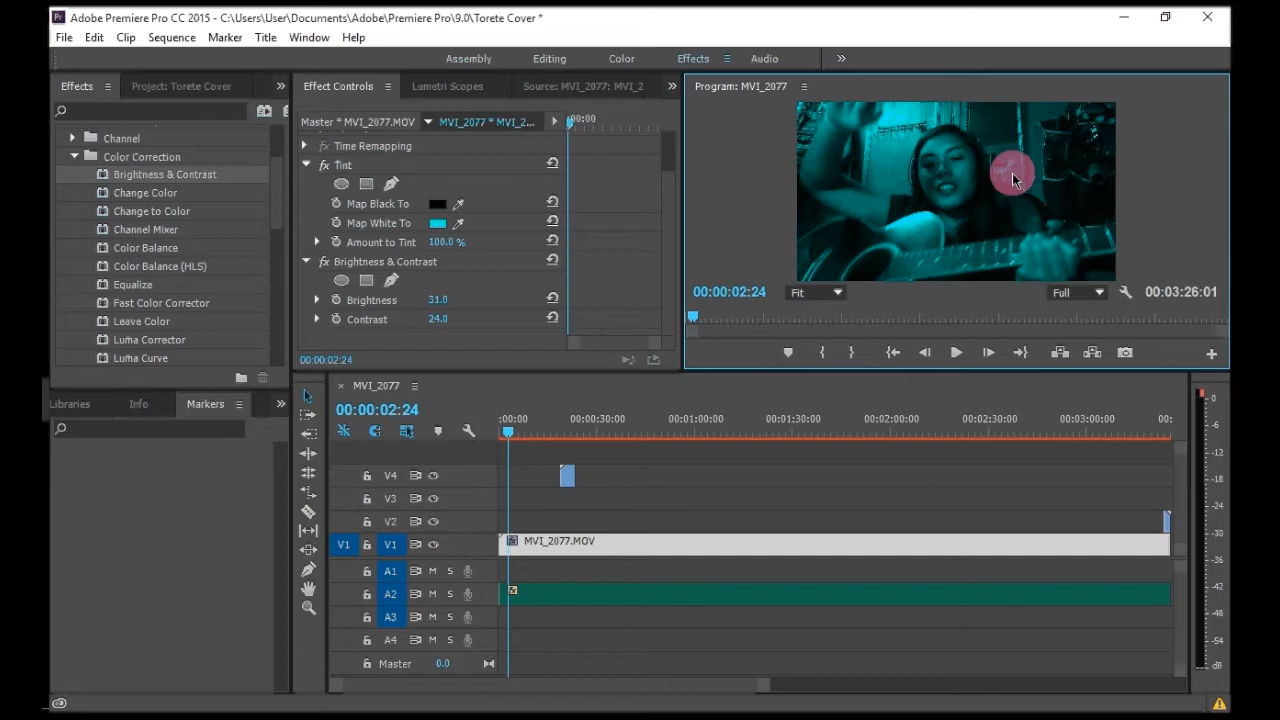 Adobe Premiere Pro CC 2015 - C:\Users\User\Documents\Adobe\Premiere Pro\9.0\Torete Cover *
File Edit Clip Sequence Marker Title Window Help
Assembly Editing Color Effects Audio
Effects Project: Torete Cover
Channel
Color Correction
Brightness & Contrast
Change Color
Change to Color
Channel Mixer
Color Balance
Color Balance (HLS)
Equalize
Fast Color Corrector
Leave Color
Luma Corrector
Luma Curve
Libraries Info Markers
Effect Controls Lumetri Scopes Source: MVI_2077: MVI_2
Master * MVI_2077.MOV MVI_2077 * MVI_2... :00:00
fx Time Remapping
fx Tint
Map Black To
Map White To
Amount to Tint 100.0 %
fx Brightness & Contrast
Brightness 31.0
Contrast 24.0
00:00:02:24
Program: MVI_2077
00:00:02:24 Fit Full 00:03:26:01
MVI_2077
00:00:02:24
:00:00 00:00:30:00 00:01:00:00 00:01:30:00 00:02:00:00 00:02:30:00 00:03:00:00 00:
V4
V3
V2
V1 V1 MVI_2077.MOV
A1 M S
A2 M S fx
A3 M S
A4 M S
Master 0.0
0
-6
-12
-18
-24
-30
-36
-42
-48
-54
dB